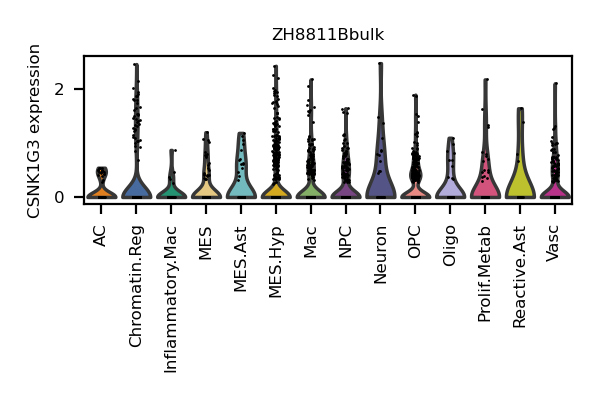 ZH8811Bbulk
CSNK1G3 expression
2
0
AC
Chromatin.Reg
Inflammatory.Mac
MES
MES.Ast
MES.Hyp
Mac
NPC
Neuron
OPC
Oligo
Prolif.Metab
Reactive.Ast
Vasc